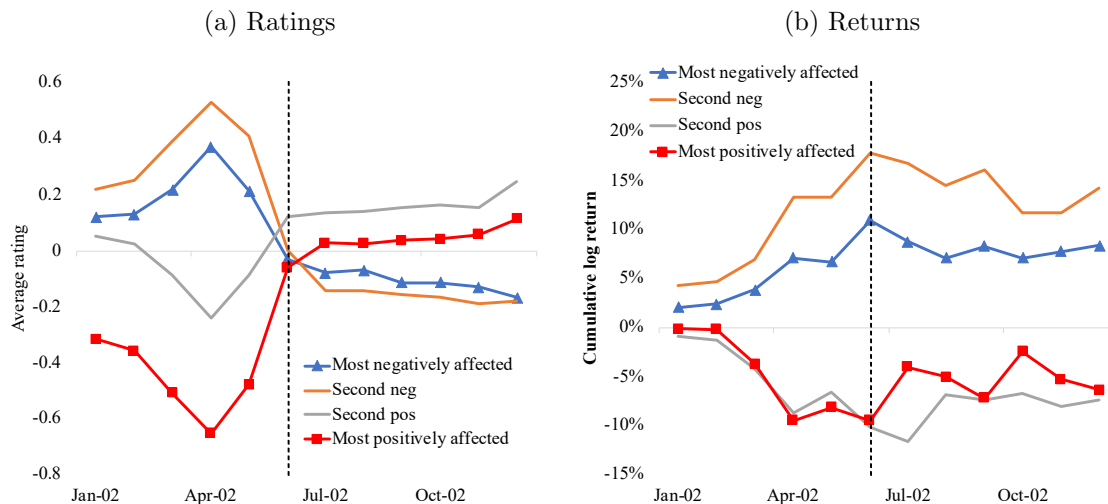 (a) Ratings
Average rating
0.6
0.4
0.2
0
-0.2
-0.4
-0.6
-0.8
Most negatively affected
Second neg
Second pos
Most positively affected
Jan-02 Apr-02 Jul-02 Oct-02
(b) Returns
Cumulative log return
25%
20%
15%
10%
5%
0%
-5%
-10%
-15%
Most negatively affected
Second neg
Second pos
Most positively affected
Jan-02 Apr-02 Jul-02 Oct-02